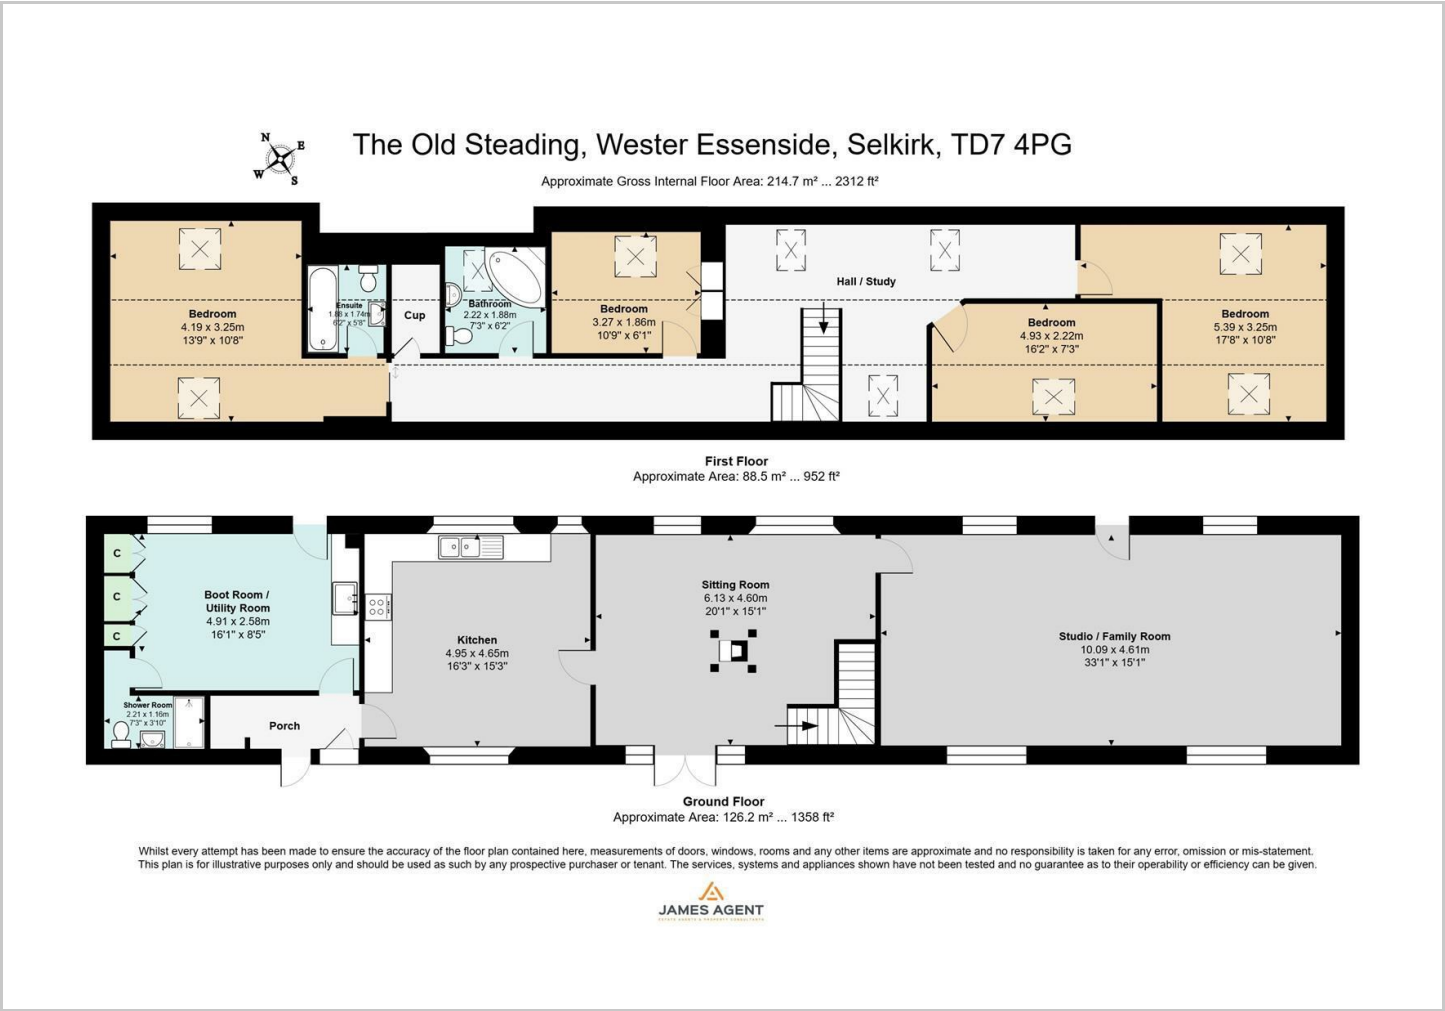 The Old Steading, Wester Essenside, Selkirk, TD7 4PG
Approximate Gross Internal Floor Area: 214.7 m² ... 2312 ft²
N
E
W
S
Bedroom
4.19 x 3.25m
13'9" x 10'8"
Ensuite
1.88 x 1.74m
6'2" x 5'8"
Cup
Bathroom
2.22 x 1.88m
7'3" x 6'2"
Bedroom
3.27 x 1.86m
10'9" x 6'1"
Hall / Study
Bedroom
4.93 x 2.22m
16'2" x 7'3"
Bedroom
5.39 x 3.25m
17'8" x 10'8"
First Floor
Approximate Area: 88.5 m² ... 952 ft²
C
C
C
Boot Room /
Utility Room
4.91 x 2.58m
16'1" x 8'5"
Shower Room
2.21 x 1.16m
7'3" x 3'10"
Porch
Kitchen
4.95 x 4.65m
16'3" x 15'3"
Sitting Room
6.13 x 4.60m
20'1" x 15'1"
Studio / Family Room
10.09 x 4.61m
33'1" x 15'1"
Ground Floor
Approximate Area: 126.2 m² ... 1358 ft²
Whilst every attempt has been made to ensure the accuracy of the floor plan contained here, measurements of doors, windows, rooms and any other items are approximate and no responsibility is taken for any error, omission or mis-statement.
This plan is for illustrative purposes only and should be used as such by any prospective purchaser or tenant. The services, systems and appliances shown have not been tested and no guarantee as to their operability or efficiency can be given.
JAMES AGENT
ESTATE AGENTS & PROPERTY CONSULTANTS